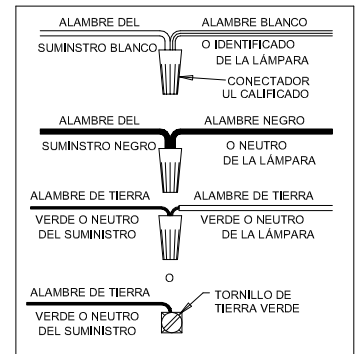 ALAMBRE DEL ALAMBRE BLANCO
SUMINSTRO BLANCO O IDENTIFICADO
DE LA LÁMPARA
CONECTADOR
UL CALIFICADO
ALAMBRE DEL ALAMBRE NEGRO
SUMINSTRO NEGRO O NEUTRO
DE LA LÁMPARA
ALAMBRE DE TIERRA ALAMBRE DE TIERRA
VERDE O NEUTRO VERDE O NEUTRO
DEL SUMINISTRO DE LA LÁMPARA
O
ALAMBRE DE TIERRA TORNILLO DE
TIERRA VERDE
VERDE O NEUTRO
DEL SUMINISTRO